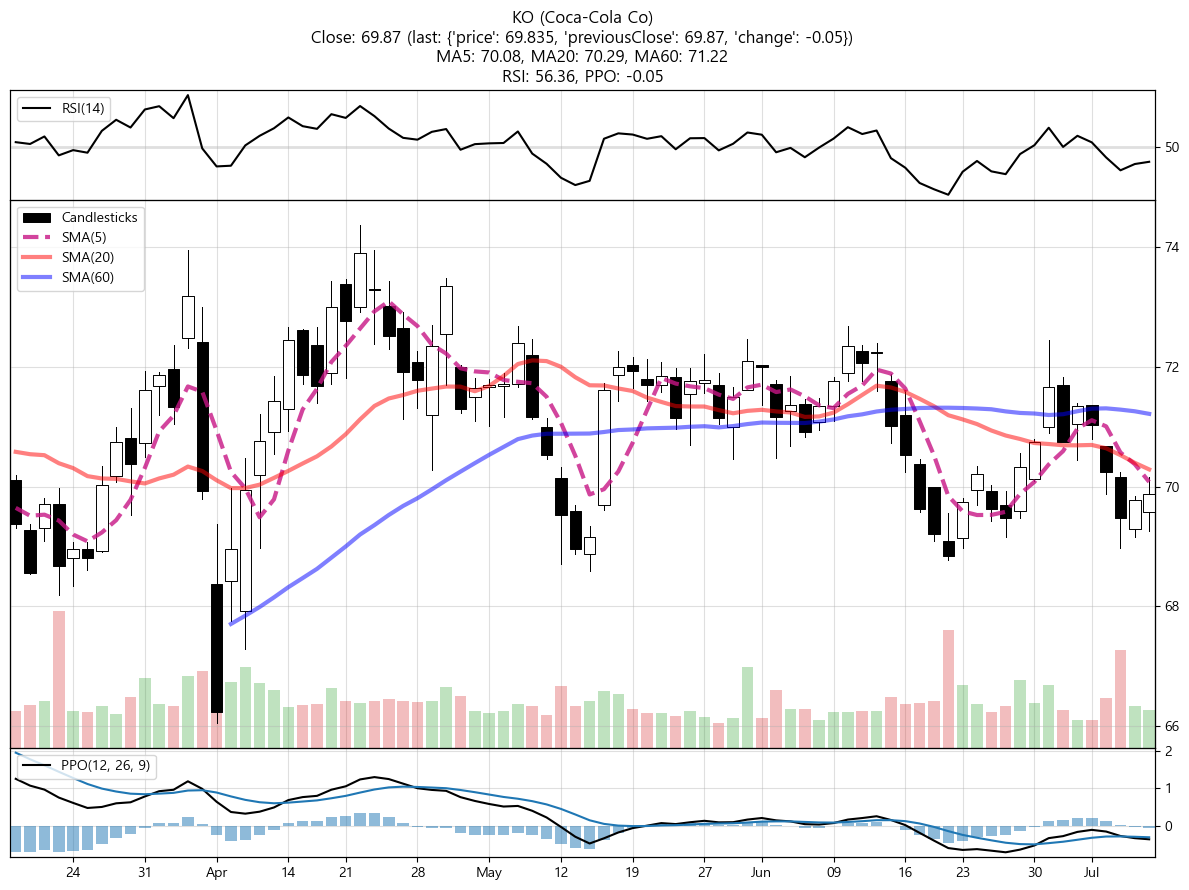 KO (Coca-Cola Co)
Close: 69.87 (last: {'price': 69.835, 'previousClose': 69.87, 'change': -0.05})
MA5: 70.08, MA20: 70.29, MA60: 71.22
RSI: 56.36, PPO: -0.05
RSI(14)
50
Candlesticks
SMA(5)
SMA(20)
SMA(60)
74
72
70
68
66
PPO(12, 26, 9)
2
1
0
24 31 Apr 14 21 28 May 12 19 27 Jun 09 16 23 30 Jul